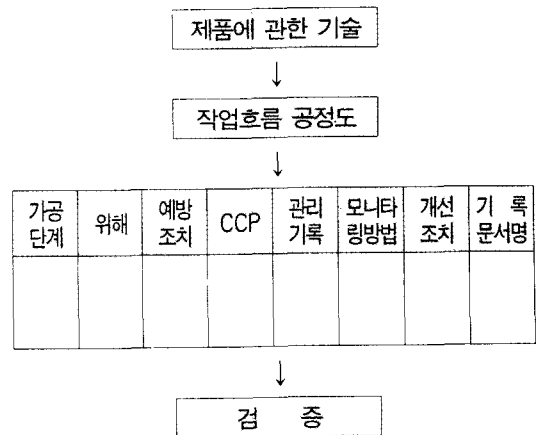 제품에 관한 기술
↓
작업흐름 공정도
↓
가공 단계 위해 예방 조치 CCP 관리 기록 모니타 링방법 개선 조치 기 록 문서명
↓
검 증